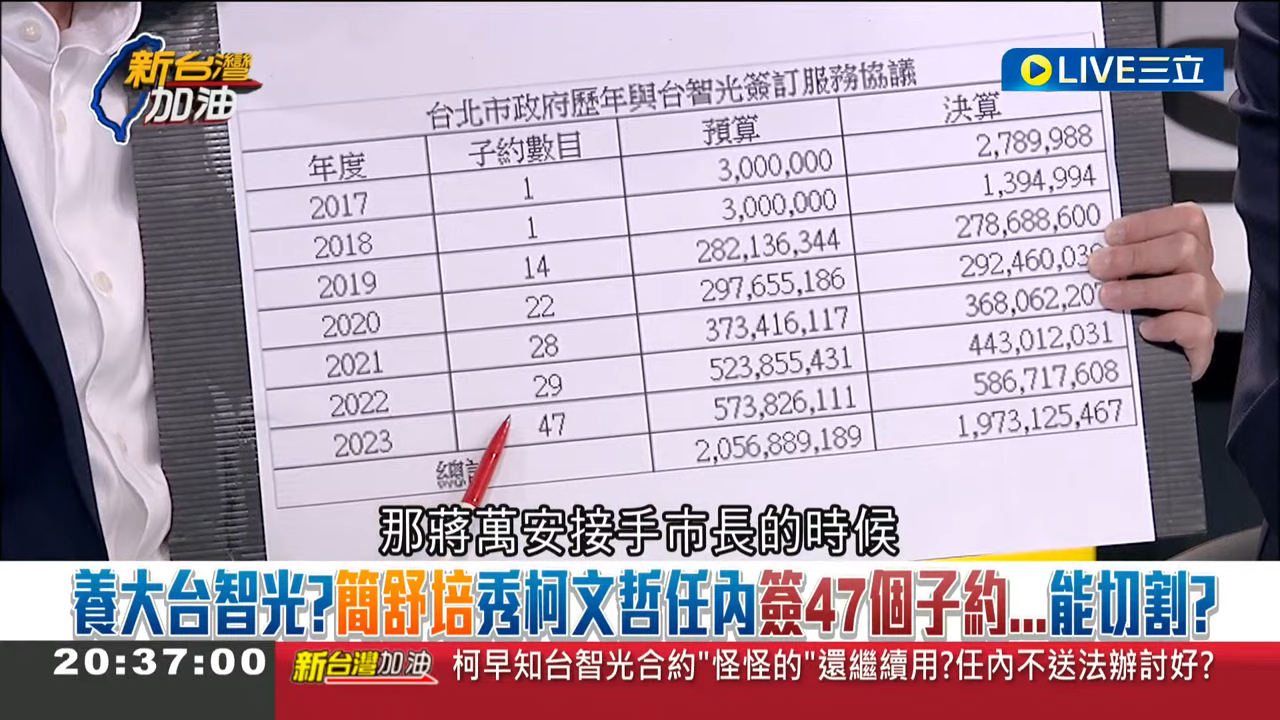 新台灣加油
LIVE三立
台北市政府歷年與台智光簽訂服務協議
年度 子約數目 預算 決算
2017 1 3,000,000 2,789,988
2018 1 3,000,000 1,394,994
2019 14 282,136,344 278,688,600
2020 22 297,655,186
2021 28 373,416,117
2022 29 523,855,431 443,012,031
2023 47 573,826,111 586,717,608
2,056,889,189 1,973,125,467
那蔣萬安接手市長的時候
養大台智光?簡舒培秀柯文哲任內簽47個子約...能切割?
20:37:00 新台灣加油 柯早知台智光合約"怪怪的"還繼續用?任內不送法辦討好?